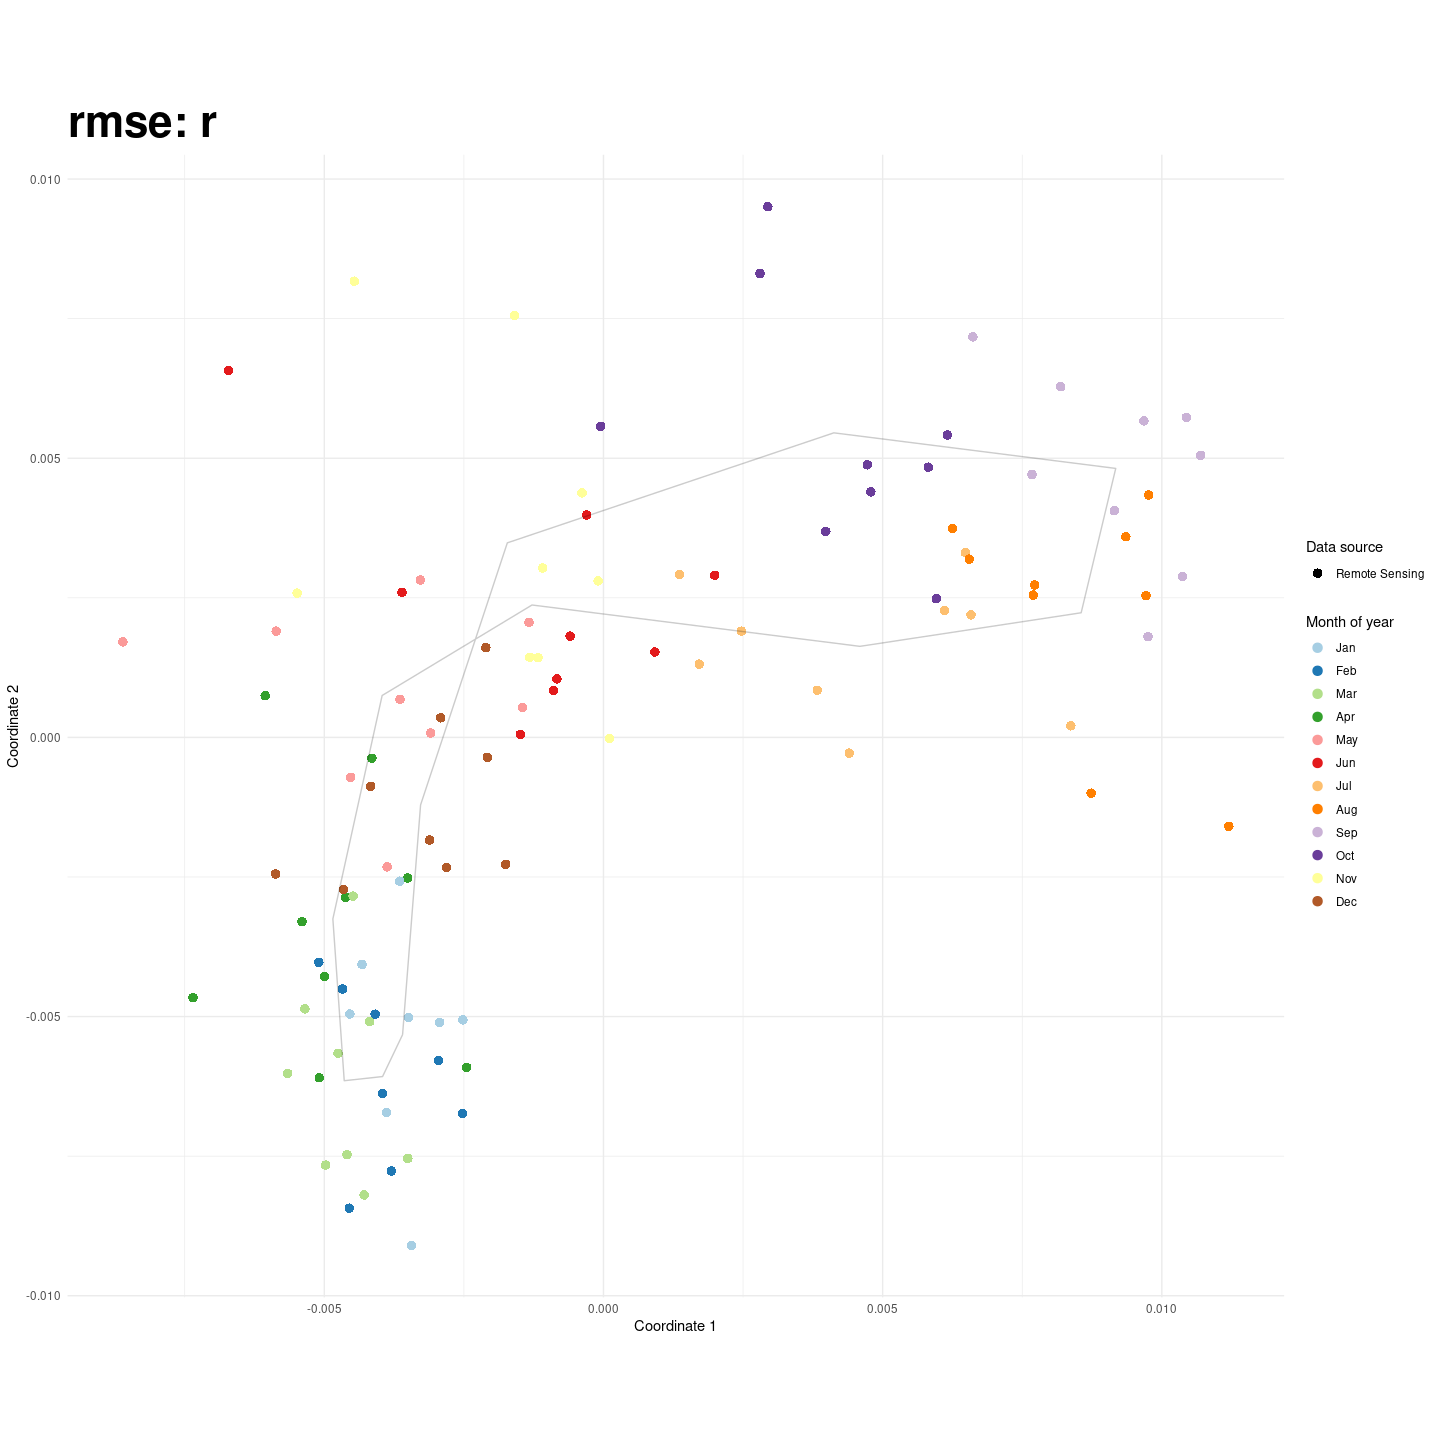 rmse: r
0.010
0.005
0.000
-0.005
-0.010
Coordinate 2
-0.005
0.000
0.005
0.010
Coordinate 1
Data source
Remote Sensing
Month of year
Jan
Feb
Mar
Apr
May
Jun
Jul
Aug
Sep
Oct
Nov
Dec